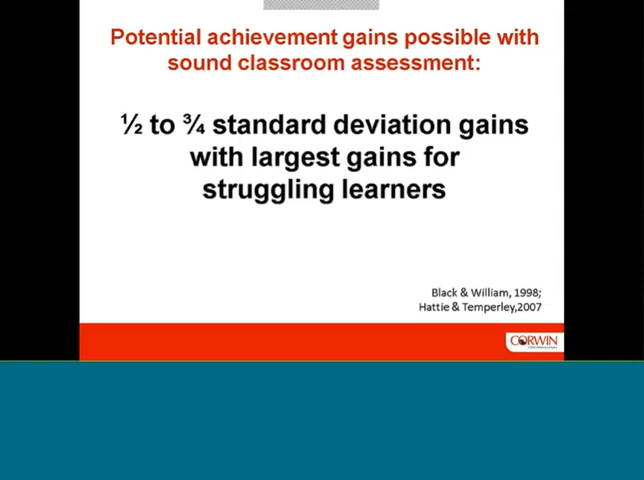 Potential achievement gains possible with
sound classroom assessment:
½ to ¾ standard deviation gains
with largest gains for
struggling learners
Black & William, 1998;
Hattie & Temperley,2007
CORWIN